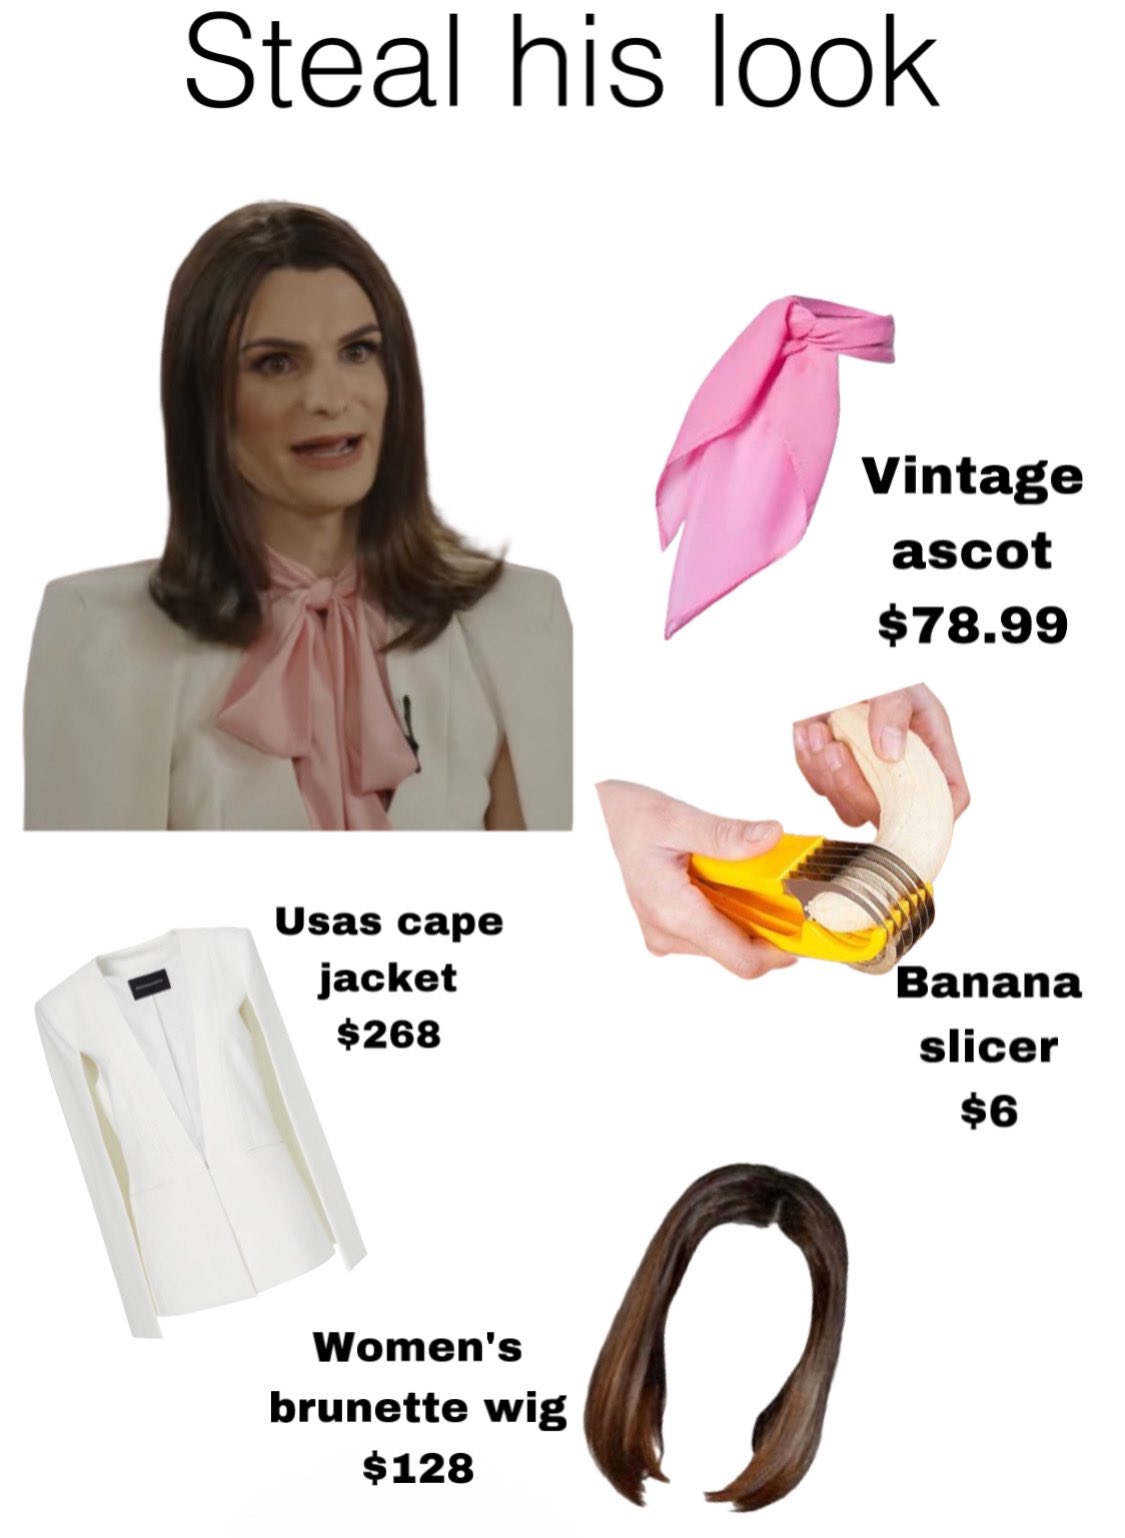 Steal his look
Vintage
ascot
$78.99
Usas cape
jacket
$268
Banana
slicer
$6
Women's
brunette wig
$128